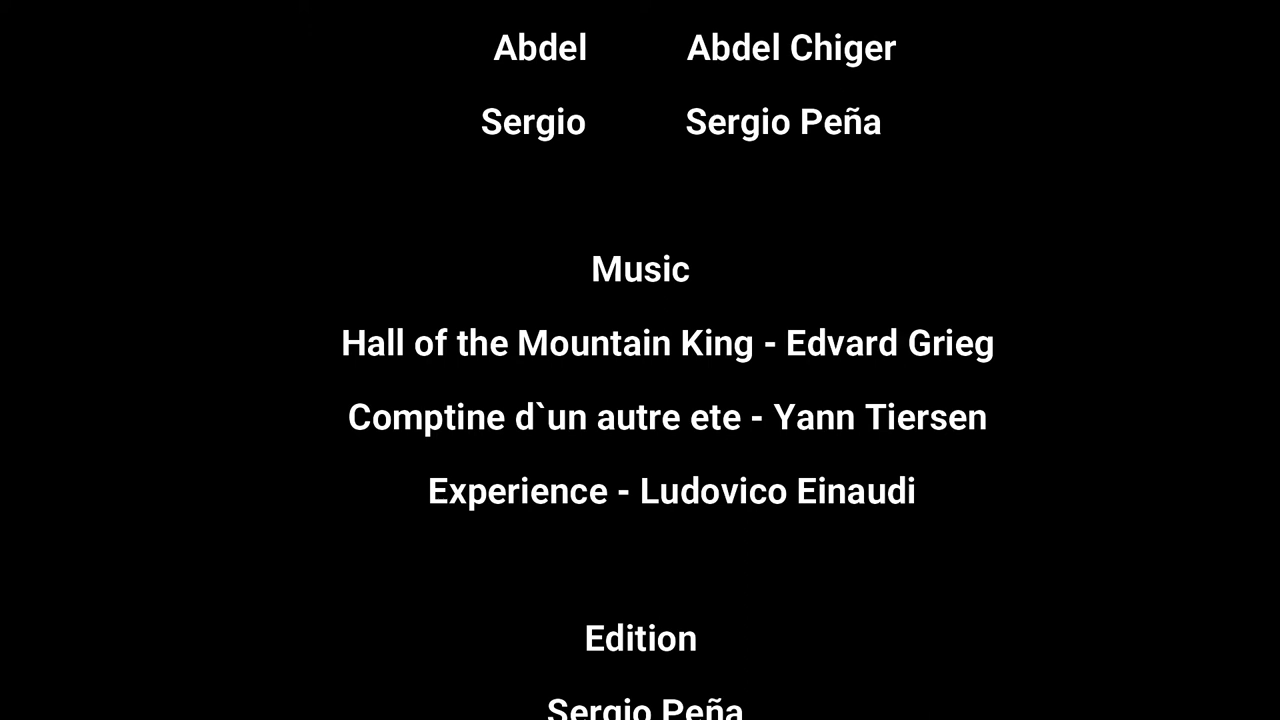 Abdel Abdel Chiger
Sergio Sergio Peña
Music
Hall of the Mountain King - Edvard Grieg
Comptine d`un autre ete - Yann Tiersen
Experience - Ludovico Einaudi
Edition
Sergio Peña